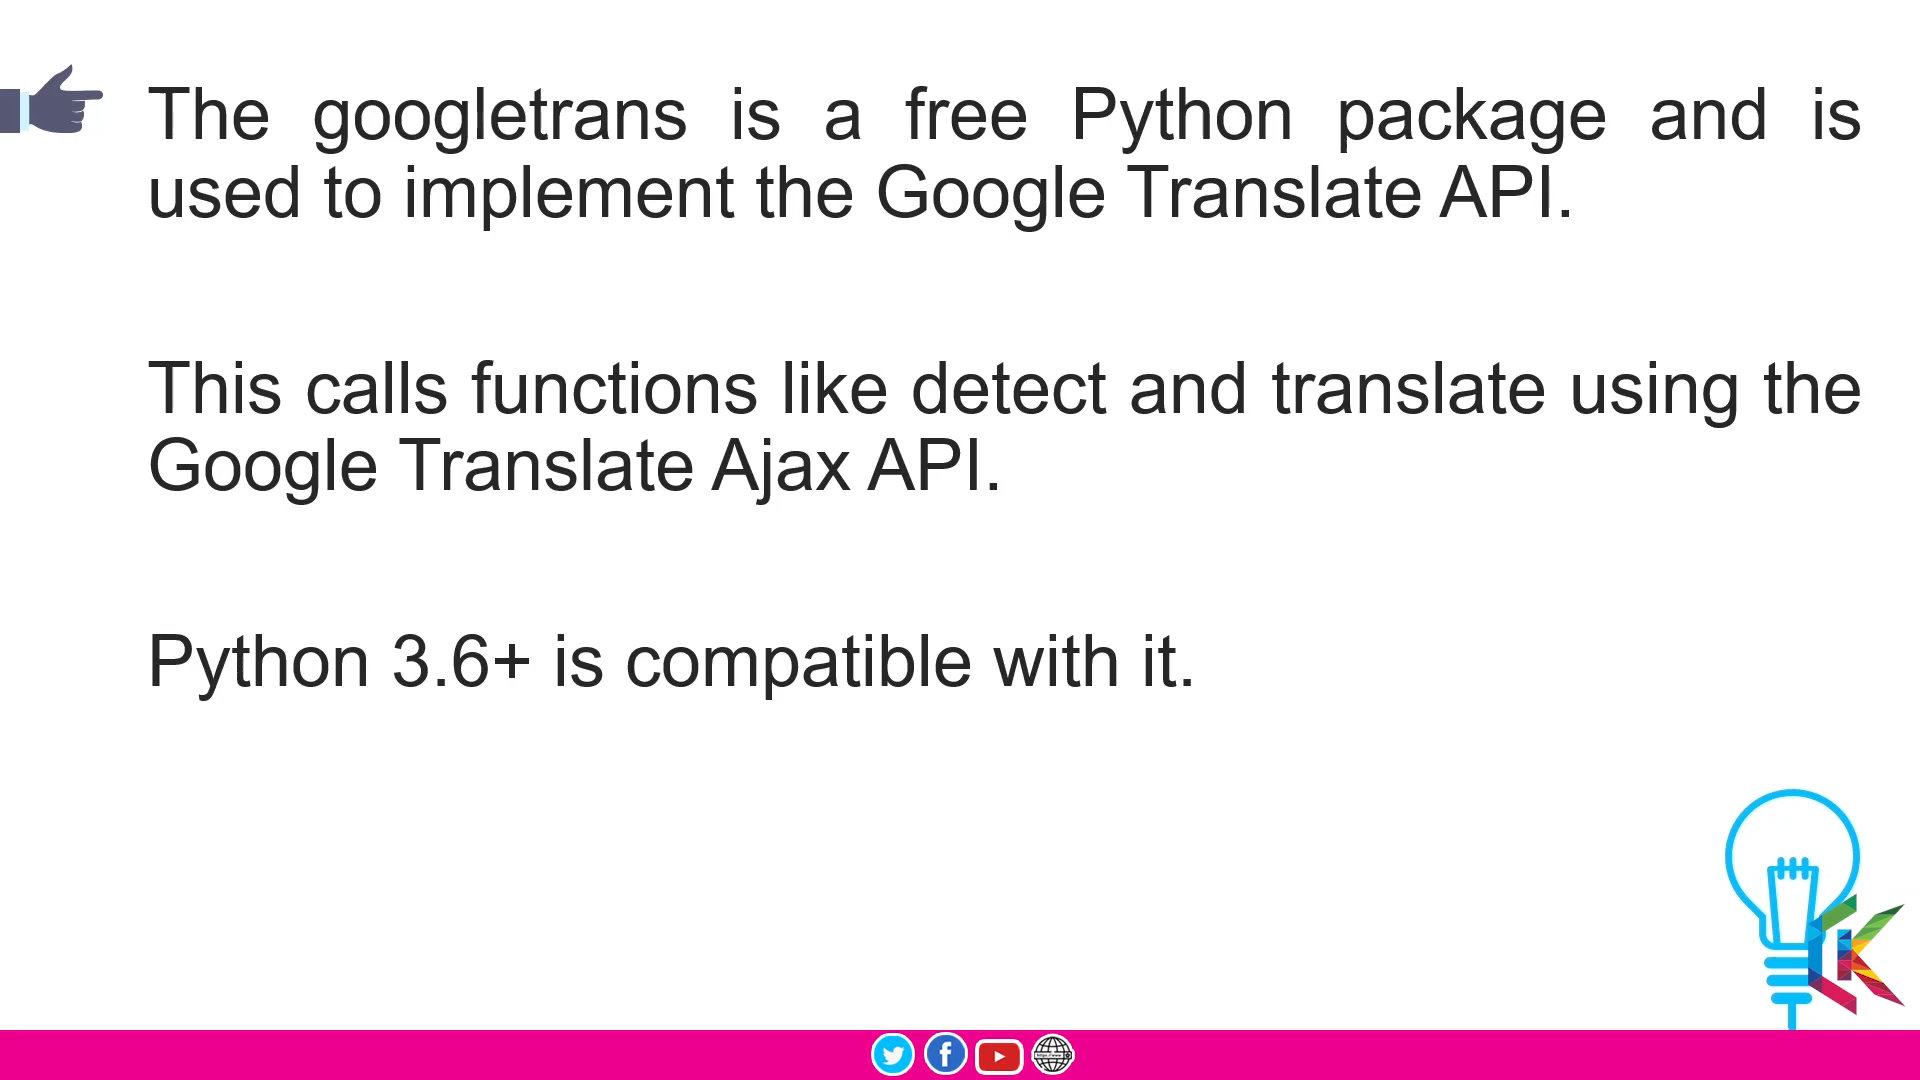 The googletrans is a free Python package and is
used to implement the Google Translate API.
This calls functions like detect and translate using the
Google Translate Ajax API.
Python 3.6+ is compatible with it.